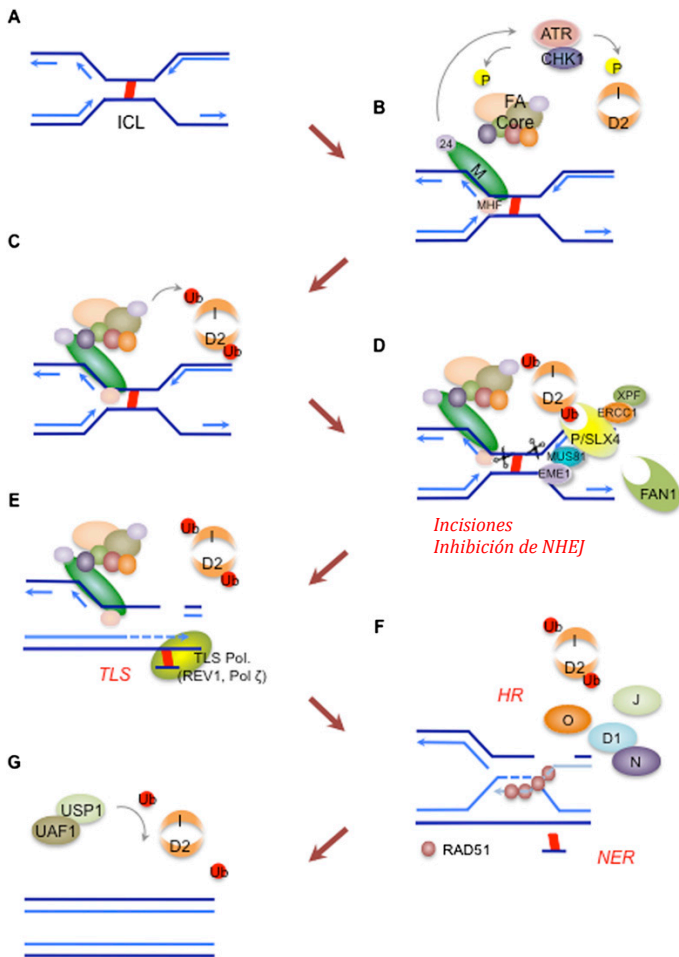 A
ICL
B
ATR
CHK1
P
P
FA
Core
I
D2
24
M
MHF
C
Ub
I
D2
Ub
D
Ub
I
D2
Ub
XPF
ERCC1
P/SLX4
MUS81
EME1
FAN1
Incisiones
Inhibición de NHEJ
E
Ub
I
D2
Ub
TLS
TLS Pol.
(REV1, Pol ζ)
F
Ub
I
D2
Ub
HR
J
O
D1
N
RAD51
NER
G
USP1
UAF1
Ub
I
D2
Ub